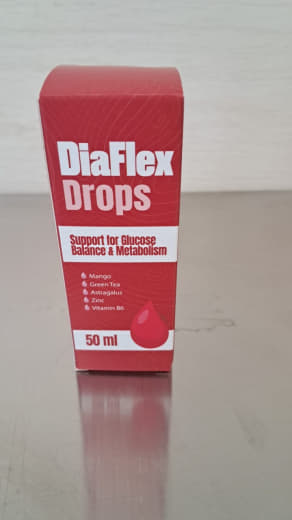 DiaFlex
Drops
Support for Glucose
Balance & Metabolism
Mango
Green Tea
Astragalus
Zinc
Vitamin B6
50 ml